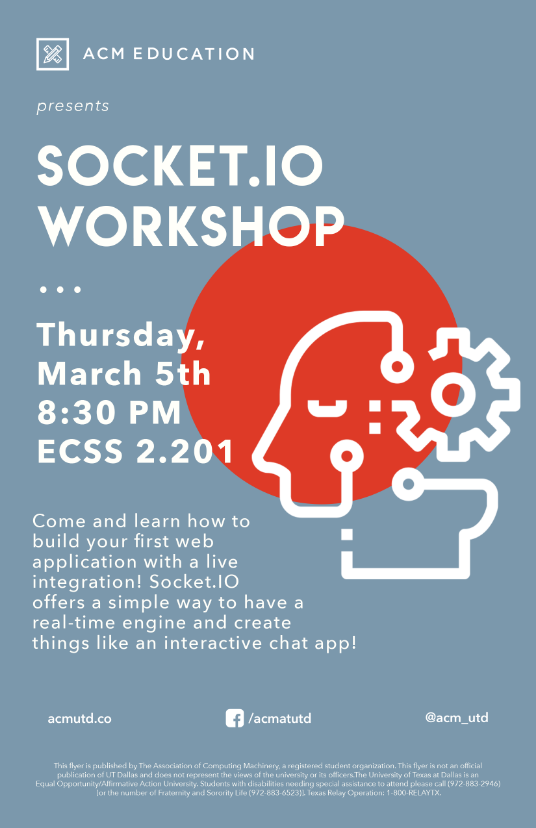 ACM EDUCATION
presents
SOCKET.IO
WORKSHOP
...
Thursday,
March 5th
8:30 PM
ECSS 2.201
Come and learn how to
build your first web
application with a live
integration! Socket.IO
offers a simple way to have a
real-time engine and create
things like an interactive chat app!
acmutd.co
/acmatutd
@acm_utd
This flyer is published by The Association of Computing Machinery, a registered student organization. This flyer is not an official
publication of UT Dallas and does not represent the views of the university or its officers.The University of Texas at Dallas is an
Equal Opportunity/Affirmative Action University. Students with disabilities needing special assistance to attend please call (972-883-2946)
(or the number of Fraternity and Sorority Life (972-883-6523)). Texas Relay Operation: 1-800-RELAYTX.